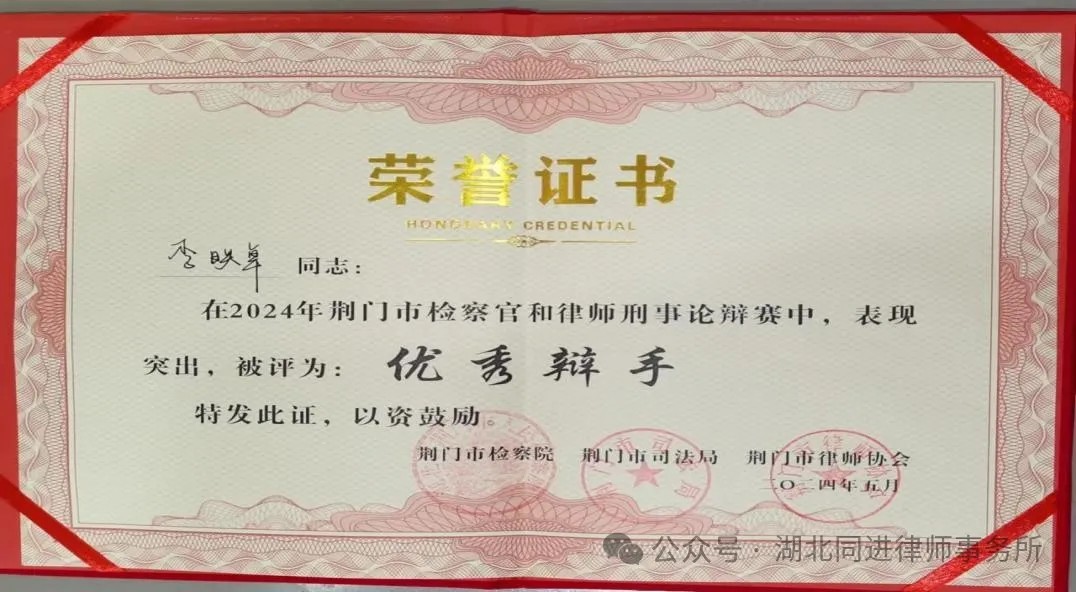 荣誉证书
HONORARY CREDENTIAL
李映卓 同志：
在2024年荆门市检察官和律师刑事论辩赛中，表现
突出，被评为：优秀辩手
特发此证，以资鼓励。
荆门市检察院 荆门市司法局 荆门市律师协会
二〇二四年五月
公众号·湖北同进律师事务所